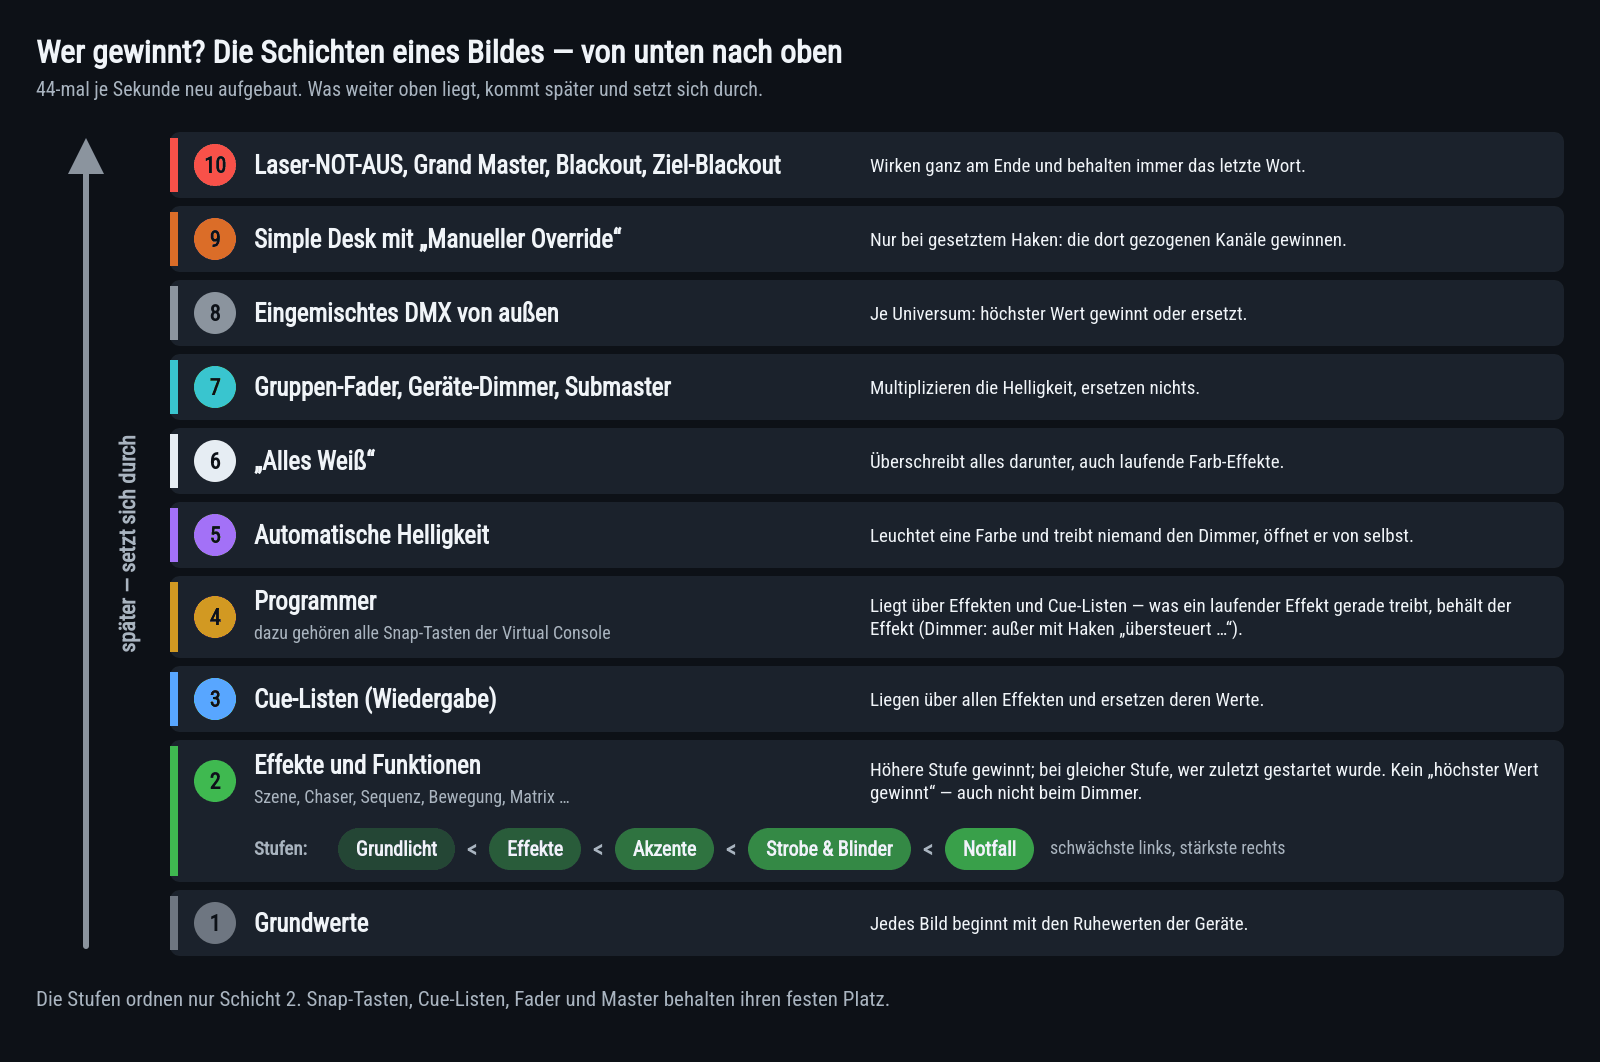 Wer gewinnt? Die Schichten eines Bildes — von unten nach oben
44-mal je Sekunde neu aufgebaut. Was weiter oben liegt, kommt später und setzt sich durch.
später — setzt sich durch
10 Laser-NOT-AUS, Grand Master, Blackout, Ziel-Blackout
Wirken ganz am Ende und behalten immer das letzte Wort.
9 Simple Desk mit „Manueller Override“
Nur bei gesetztem Haken: die dort gezogenen Kanäle gewinnen.
8 Eingemischtes DMX von außen
Je Universum: höchster Wert gewinnt oder ersetzt.
7 Gruppen-Fader, Geräte-Dimmer, Submaster
Multiplizieren die Helligkeit, ersetzen nichts.
6 „Alles Weiß“
Überschreibt alles darunter, auch laufende Farb-Effekte.
5 Automatische Helligkeit
Leuchtet eine Farbe und treibt niemand den Dimmer, öffnet er von selbst.
4 Programmer
dazu gehören alle Snap-Tasten der Virtual Console
Liegt über Effekten und Cue-Listen — was ein laufender Effekt gerade treibt, behält der
Effekt (Dimmer: außer mit Haken „übersteuert …“).
3 Cue-Listen (Wiedergabe)
Liegen über allen Effekten und ersetzen deren Werte.
2 Effekte und Funktionen
Szene, Chaser, Sequenz, Bewegung, Matrix …
Höhere Stufe gewinnt; bei gleicher Stufe, wer zuletzt gestartet wurde. Kein „höchster Wert
gewinnt“ — auch nicht beim Dimmer.
Stufen: Grundlicht < Effekte < Akzente < Strobe & Blinder < Notfall schwächste links, stärkste rechts
1 Grundwerte
Jedes Bild beginnt mit den Ruhewerten der Geräte.
Die Stufen ordnen nur Schicht 2. Snap-Tasten, Cue-Listen, Fader und Master behalten ihren festen Platz.